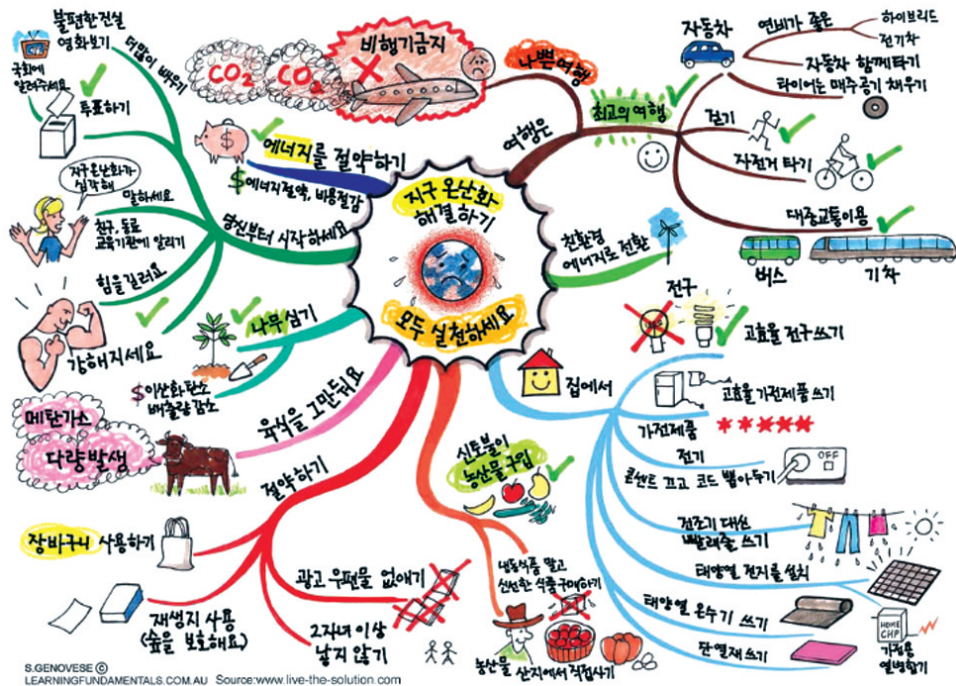 지구 온산화
해결하기
모두 실천하세요
여행은
나쁜여행
비행기금지
CO2
CO2
최고의 여행
자동차
연비가 좋은
하이브리드
전기차
자동차 함께타기
타이어는 매주 공기 채우기
걷기
자전거 타기
대중교통이용
버스
기차
친환경
에너지로 전환
집에서
전구
고효율 전구쓰기
고효율 가전제품 쓰기
가전제품
전기
콘센트 끄고 코드 뽑아두기
OFF
건조기 대신
빨래줄 쓰기
태양열 전지를 설치
HOME
CHP
가정용
열병합기
태양열 온수기 쓰기
단열재 쓰기
신토불이
농산물 구입
냉동식품 말고
신선한 식품구매하기
농산물 산지에서 직접사기
절약하기
장바구니 사용하기
재생지 사용
(숲을 보호해요)
광고 우편물 없애기
2자녀 이상
낳지 않기
육식을 그만둬요
메탄가스
다량발생
나무심기
$이산화탄소
배출량감소
당신부터 시작하세요
더많이 배우기
불편한진실
영화보기
국회에
알려주세요
투표하기
지구온난화가
심각해
말하세요
친구, 동료
교육기관에 알리기
힘을길러요
강해지세요
에너지를 절약하기
$에너지절약, 비용절감
S.GENOVESE ©
LEARNINGFUNDAMENTALS.COM.AU Source:www.live-the-solution.com